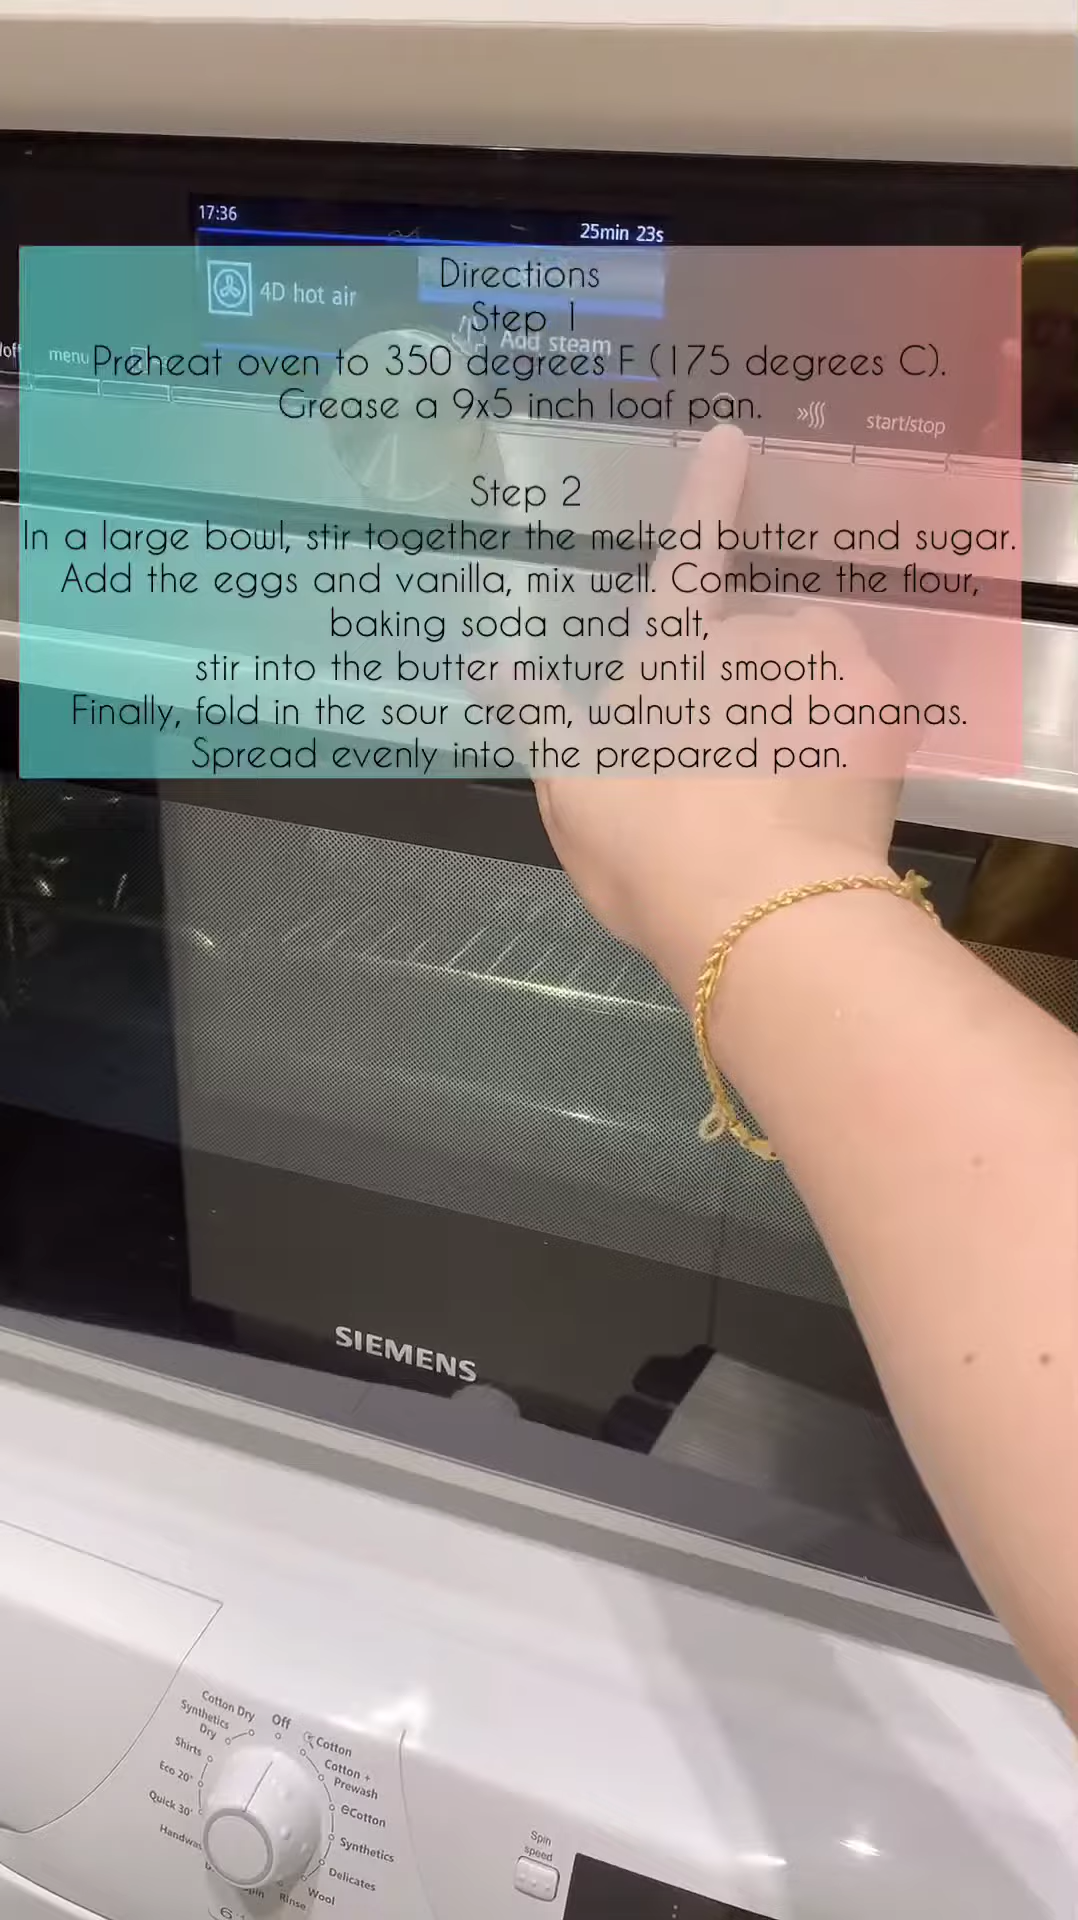 17:36
25min 23s
4D hot air
Add steam
menu
start/stop
Directions
Step 1
Preheat oven to 350 degrees F (175 degrees C).
Grease a 9x5 inch loaf pan.
Step 2
In a large bowl, stir together the melted butter and sugar.
Add the eggs and vanilla, mix well. Combine the flour,
baking soda and salt,
stir into the butter mixture until smooth.
Finally, fold in the sour cream, walnuts and bananas.
Spread evenly into the prepared pan.
SIEMENS
Cotton Dry
Synthetics
Dry
Shirts
Eco 20°
Quick 30'
Off
Cotton
Cotton +
Prewash
eCotton
Synthetics
Delicates
Wool
Rinse
Spin
speed